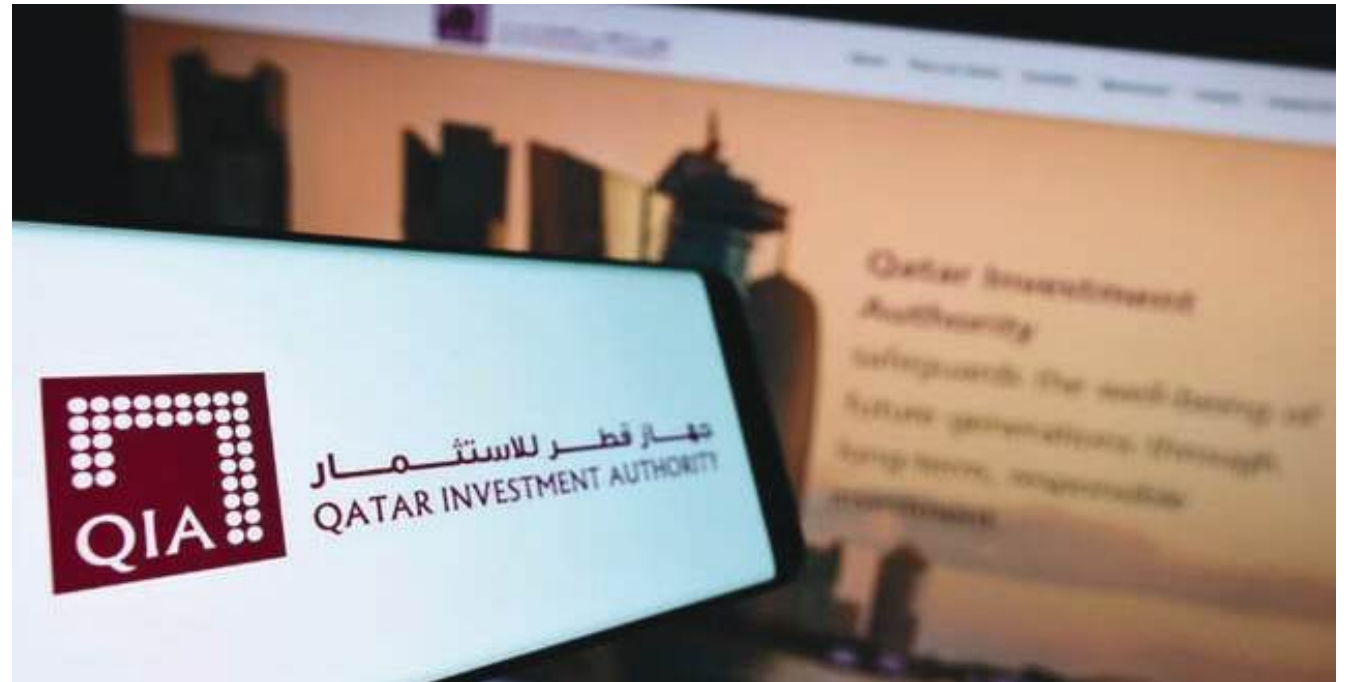 QIA
جهاز قطر للاستثمار
QATAR INVESTMENT AUTHORITY
Qatar Investment
Authority
safeguards the well-being of
future generations through
long-term, responsible
investment